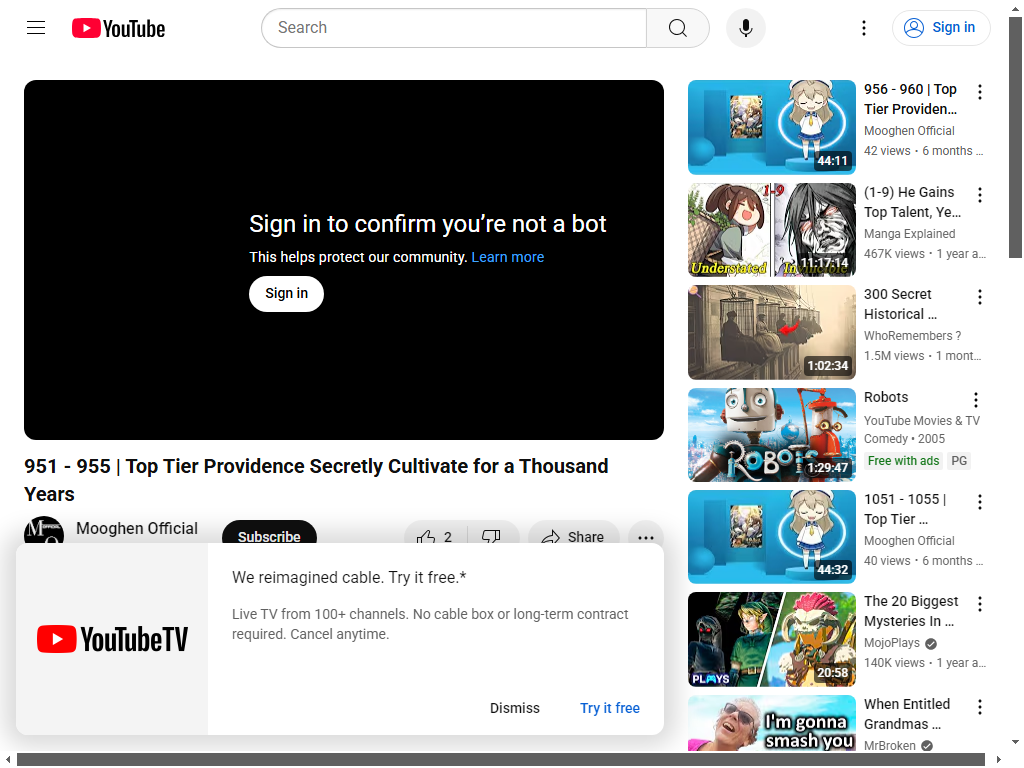 YouTube
Search
Sign in
Sign in to confirm you’re not a bot
This helps protect our community. Learn more
Sign in
951 - 955 | Top Tier Providence Secretly Cultivate for a Thousand
Years
Mooghen Official
Subscribe
2
Share
YouTubeTV
We reimagined cable. Try it free.*
Live TV from 100+ channels. No cable box or long-term contract
required. Cancel anytime.
Dismiss
Try it free
44:11
956 - 960 | Top
Tier Providen...
Mooghen Official
42 views • 6 months ...
1-9
Understated
Invincible
11:17:14
(1-9) He Gains
Top Talent, Ye...
Manga Explained
467K views • 1 year a...
1:02:34
300 Secret
Historical ...
WhoRemembers ?
1.5M views • 1 mont...
ROBOTS
1:29:47
Robots
YouTube Movies & TV
Comedy • 2005
Free with ads
PG
44:32
1051 - 1055 |
Top Tier ...
Mooghen Official
40 views • 6 months ...
PLAYS
20:58
The 20 Biggest
Mysteries In ...
MojoPlays
140K views • 1 year a...
I'm gonna
smash you
When Entitled
Grandmas ...
MrBroken